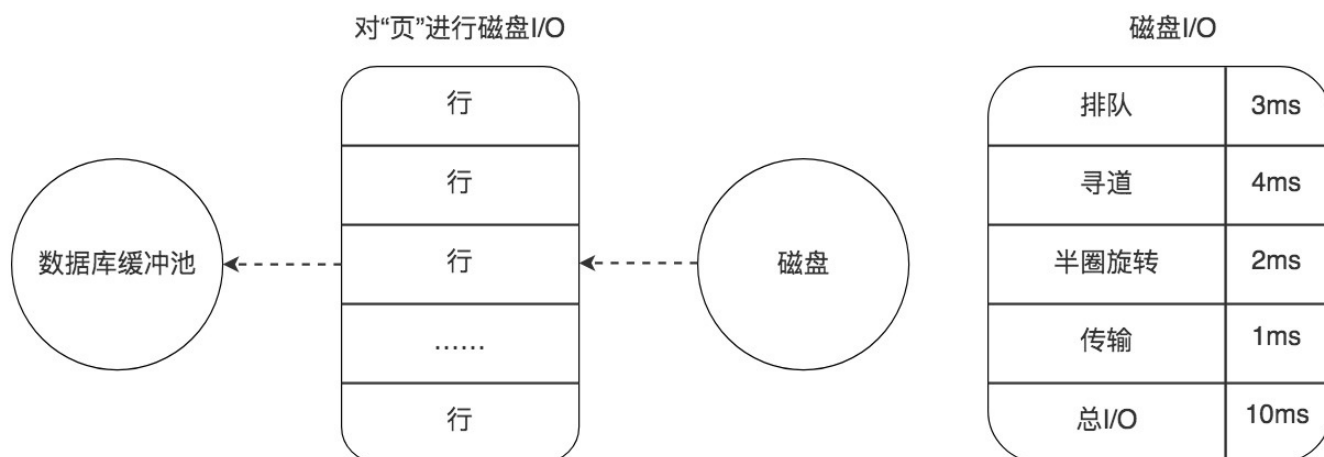 对“页”进行磁盘I/O
行
行
行
……
行
数据库缓冲池
磁盘
磁盘I/O
排队 3ms
寻道 4ms
半圈旋转 2ms
传输 1ms
总I/O 10ms